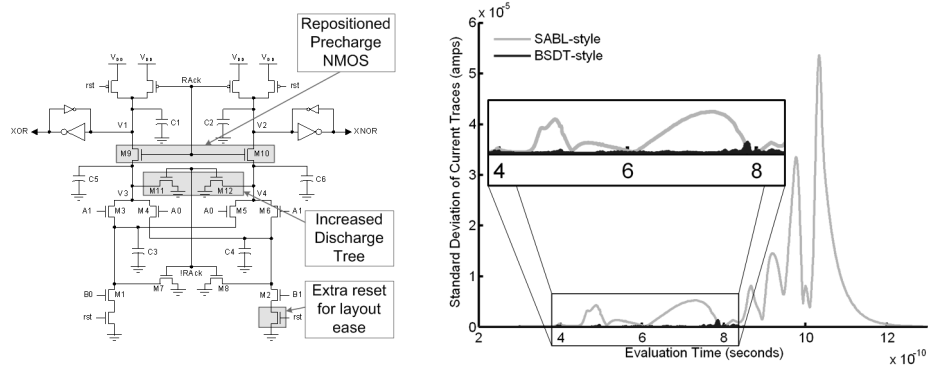 Repositioned
Precharge
NMOS
VDD VDD VDD VDD
rst RAck rst
C1 C2
XOR V1 V2 XNOR
M9 M10
C5 C6
M11 M12
V3 V4
A1 M3 M4 A0 A0 M5 M6 A1
Increased
Discharge
Tree
C3 C4
!RAck
M7 M8
B0 M1 M2 B1
rst rst
Extra reset
for layout
ease
x 10-5
Standard Deviation of Current Traces (amps)
6
5
4
3
2
1
0
SABL-style
BSDT-style
4 6 8
2 4 6 8 10 12
Evaluation Time (seconds)
x 10-10